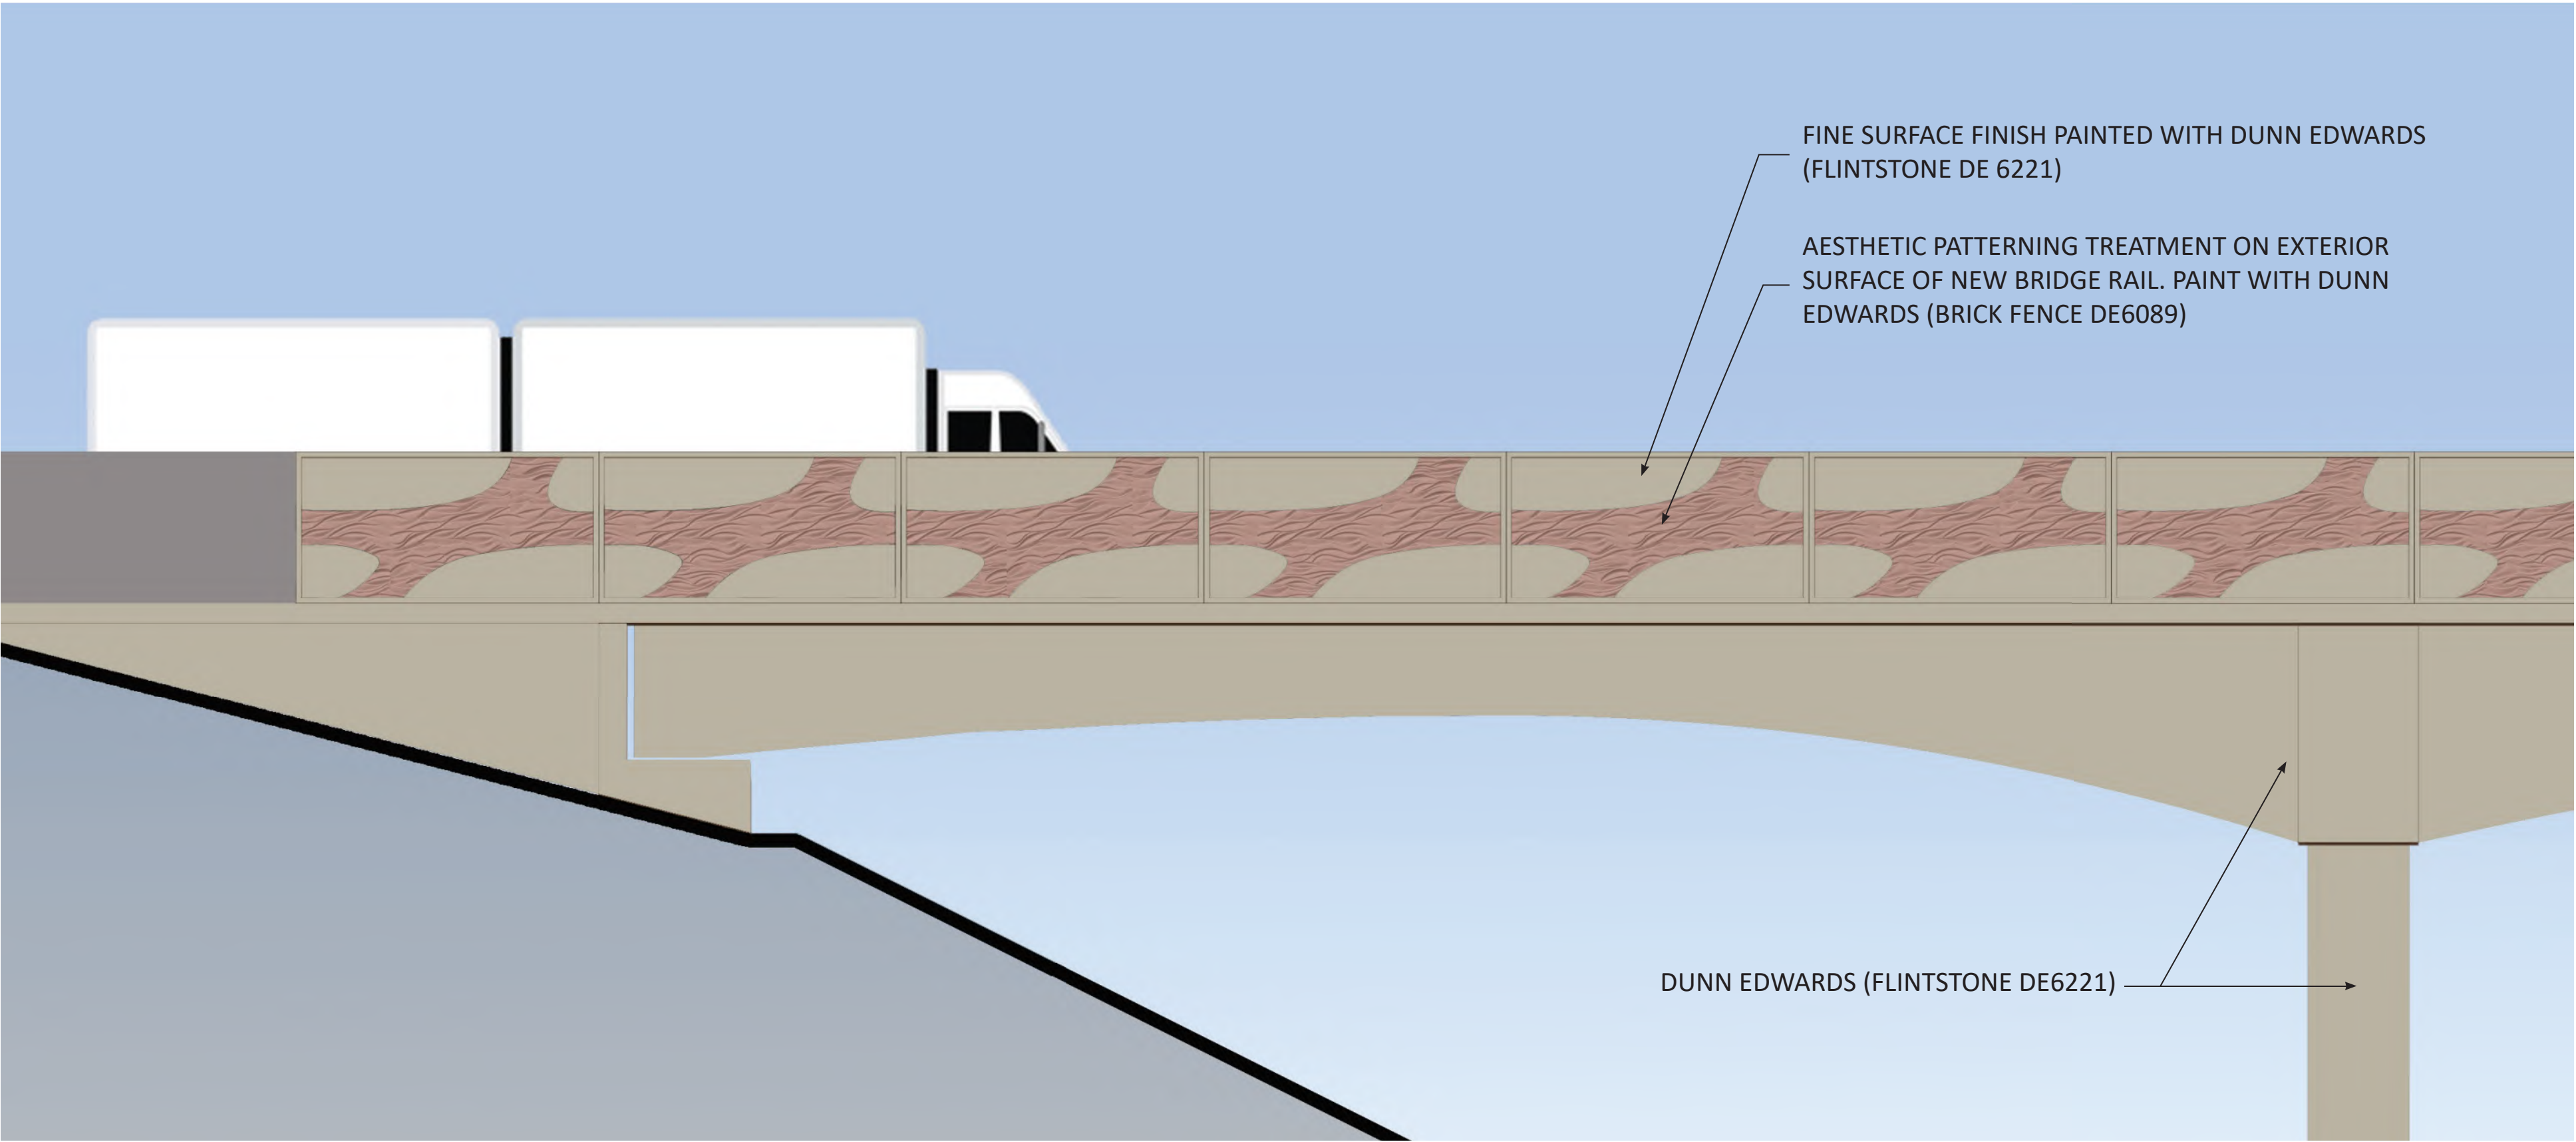 FINE SURFACE FINISH PAINTED WITH DUNN EDWARDS
(FLINTSTONE DE 6221)
AESTHETIC PATTERNING TREATMENT ON EXTERIOR
SURFACE OF NEW BRIDGE RAIL. PAINT WITH DUNN
EDWARDS (BRICK FENCE DE6089)
DUNN EDWARDS (FLINTSTONE DE6221)